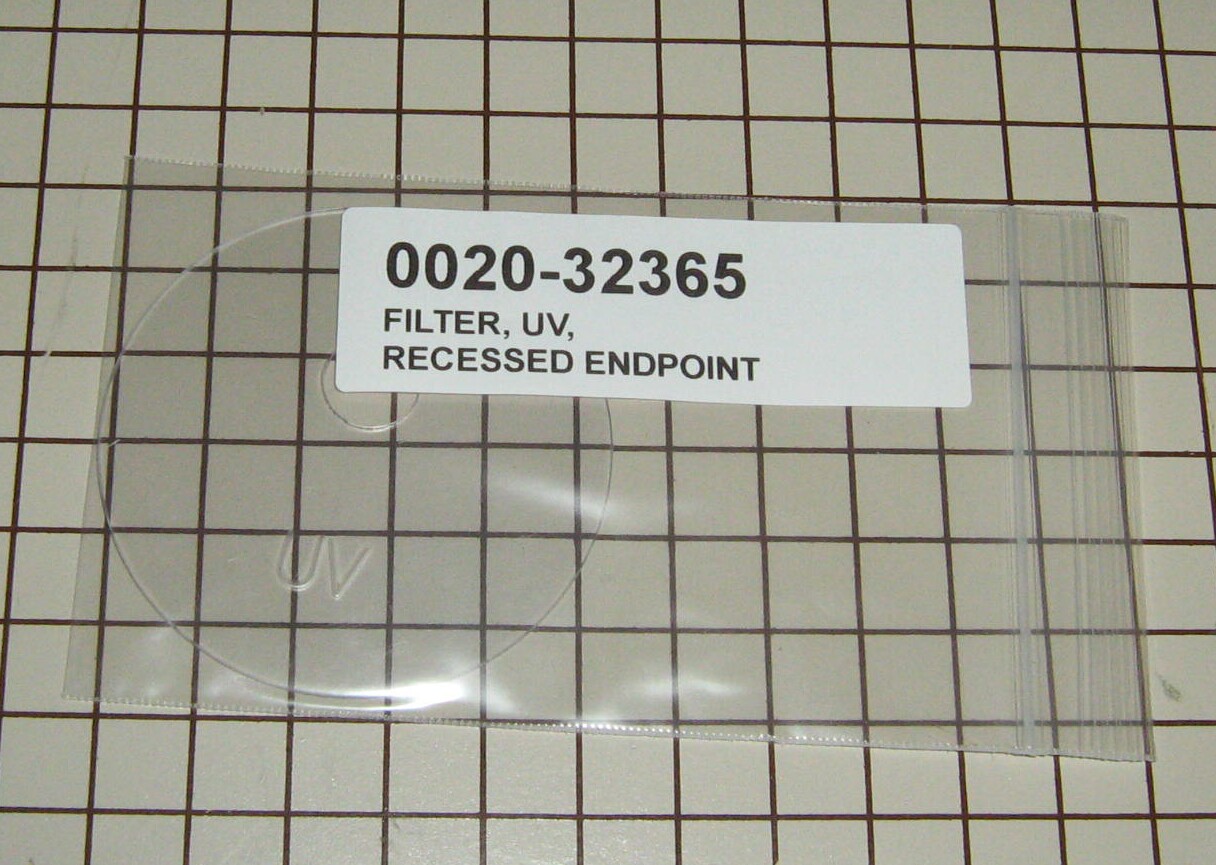 0020-32365
FILTER, UV,
RECESSED ENDPOINT
UV